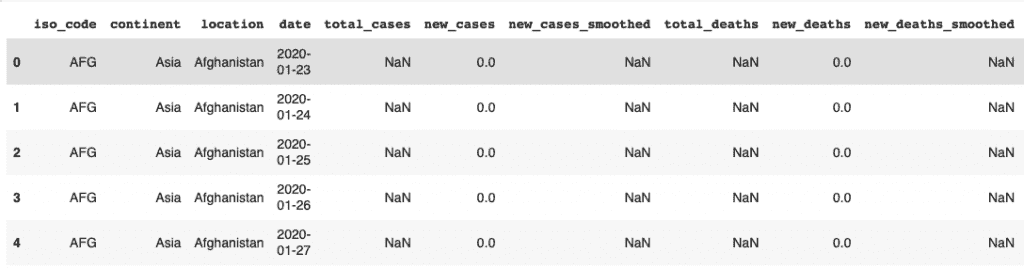 iso_code continent location date total_cases new_cases new_cases_smoothed total_deaths new_deaths new_deaths_smoothed
0 AFG Asia Afghanistan 2020-01-23 NaN 0.0 NaN NaN 0.0 NaN
1 AFG Asia Afghanistan 2020-01-24 NaN 0.0 NaN NaN 0.0 NaN
2 AFG Asia Afghanistan 2020-01-25 NaN 0.0 NaN NaN 0.0 NaN
3 AFG Asia Afghanistan 2020-01-26 NaN 0.0 NaN NaN 0.0 NaN
4 AFG Asia Afghanistan 2020-01-27 NaN 0.0 NaN NaN 0.0 NaN